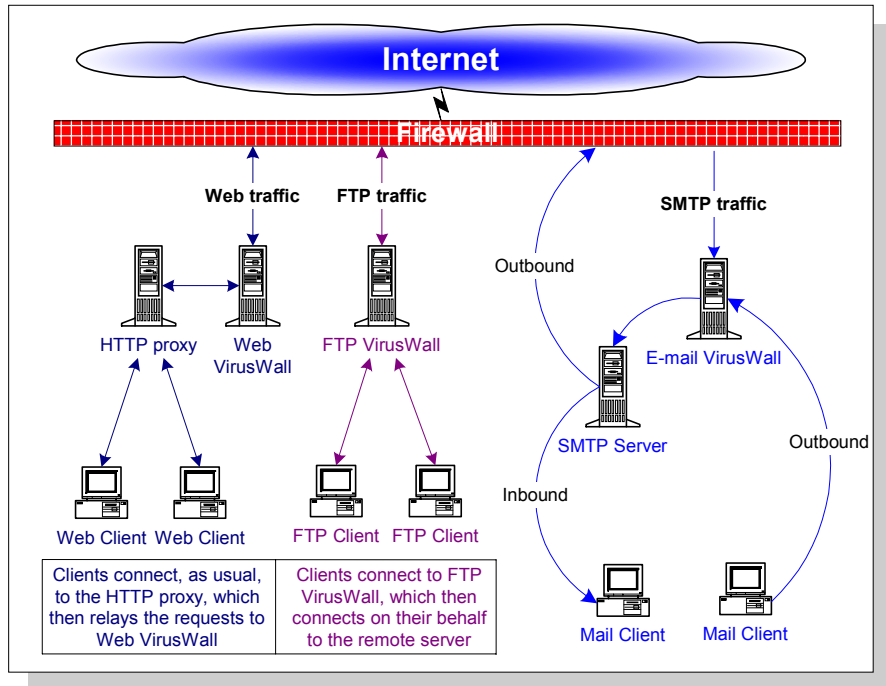 Internet
Firewall
Web traffic
FTP traffic
SMTP traffic
Outbound
HTTP proxy
Web
VirusWall
FTP VirusWall
E-mail VirusWall
SMTP Server
Outbound
Inbound
Web Client
Web Client
FTP Client
FTP Client
Clients connect, as usual,
to the HTTP proxy, which
then relays the requests to
Web VirusWall
Clients connect to FTP
VirusWall, which then
connects on their behalf
to the remote server
Mail Client
Mail Client